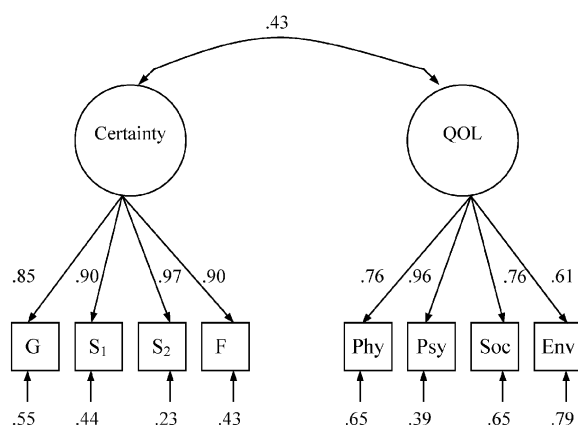 .43
Certainty QOL
.85 .90 .97 .90 .76 .96 .76 .61
G S₁ S₂ F Phy Psy Soc Env
.55 .44 .23 .43 .65 .39 .65 .79